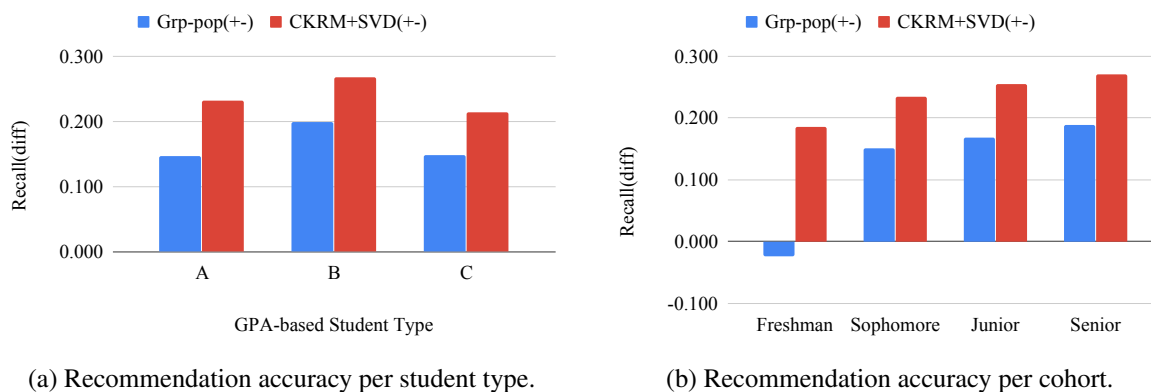 Grp-pop(+-) CKRM+SVD(+-)
0.300
0.200
0.100
0.000
Recall(diff)
A B C
GPA-based Student Type
(a) Recommendation accuracy per student type.
Grp-pop(+-) CKRM+SVD(+-)
0.300
0.200
0.100
0.000
-0.100
Recall(diff)
Freshman Sophomore Junior Senior
(b) Recommendation accuracy per cohort.